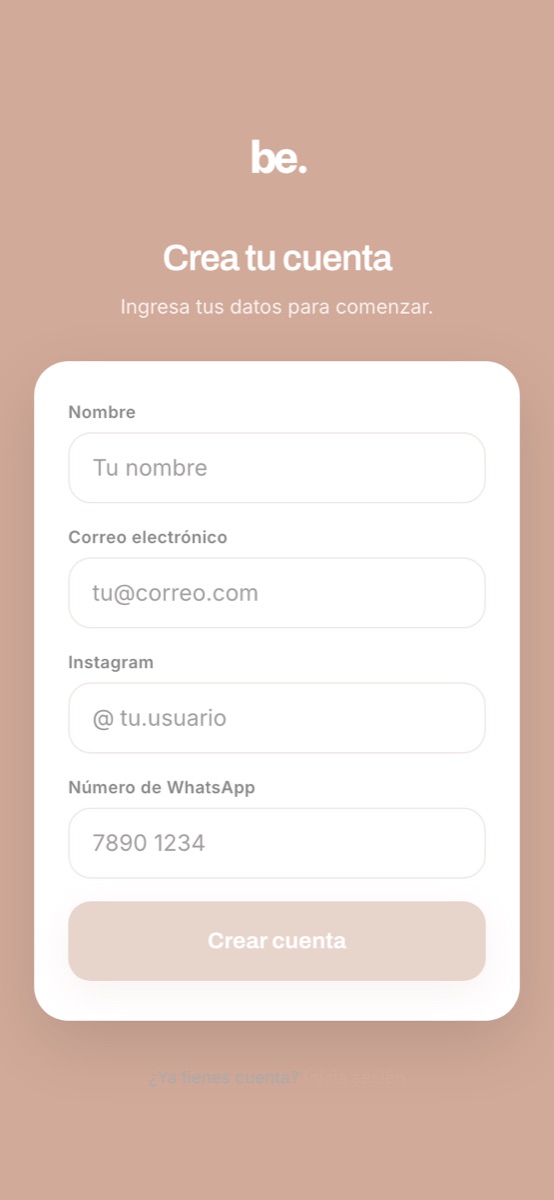 be.
Crea tu cuenta
Ingresa tus datos para comenzar.
Nombre
Tu nombre
Correo electrónico
tu@correo.com
Instagram
@ tu.usuario
Número de WhatsApp
7890 1234
Crear cuenta
¿Ya tienes cuenta?